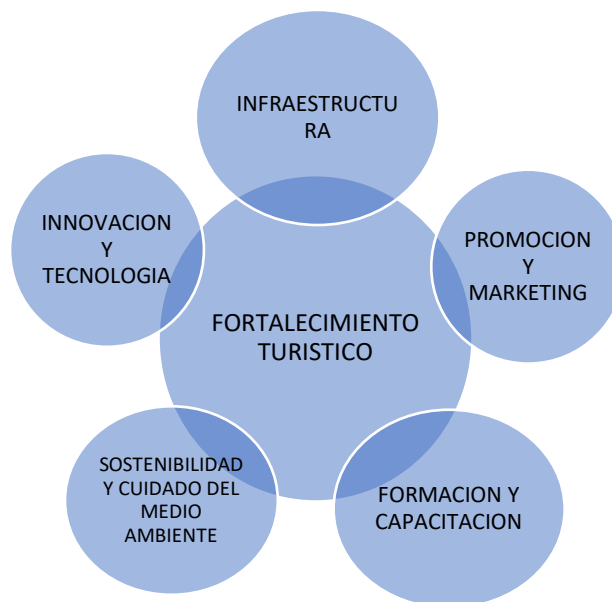 INFRAESTRUCTU
RA
INNOVACION
Y
TECNOLOGIA
PROMOCION
Y
MARKETING
FORTALECIMIENTO
TURISTICO
SOSTENIBILIDAD
Y CUIDADO DEL
MEDIO
AMBIENTE
FORMACION Y
CAPACITACION